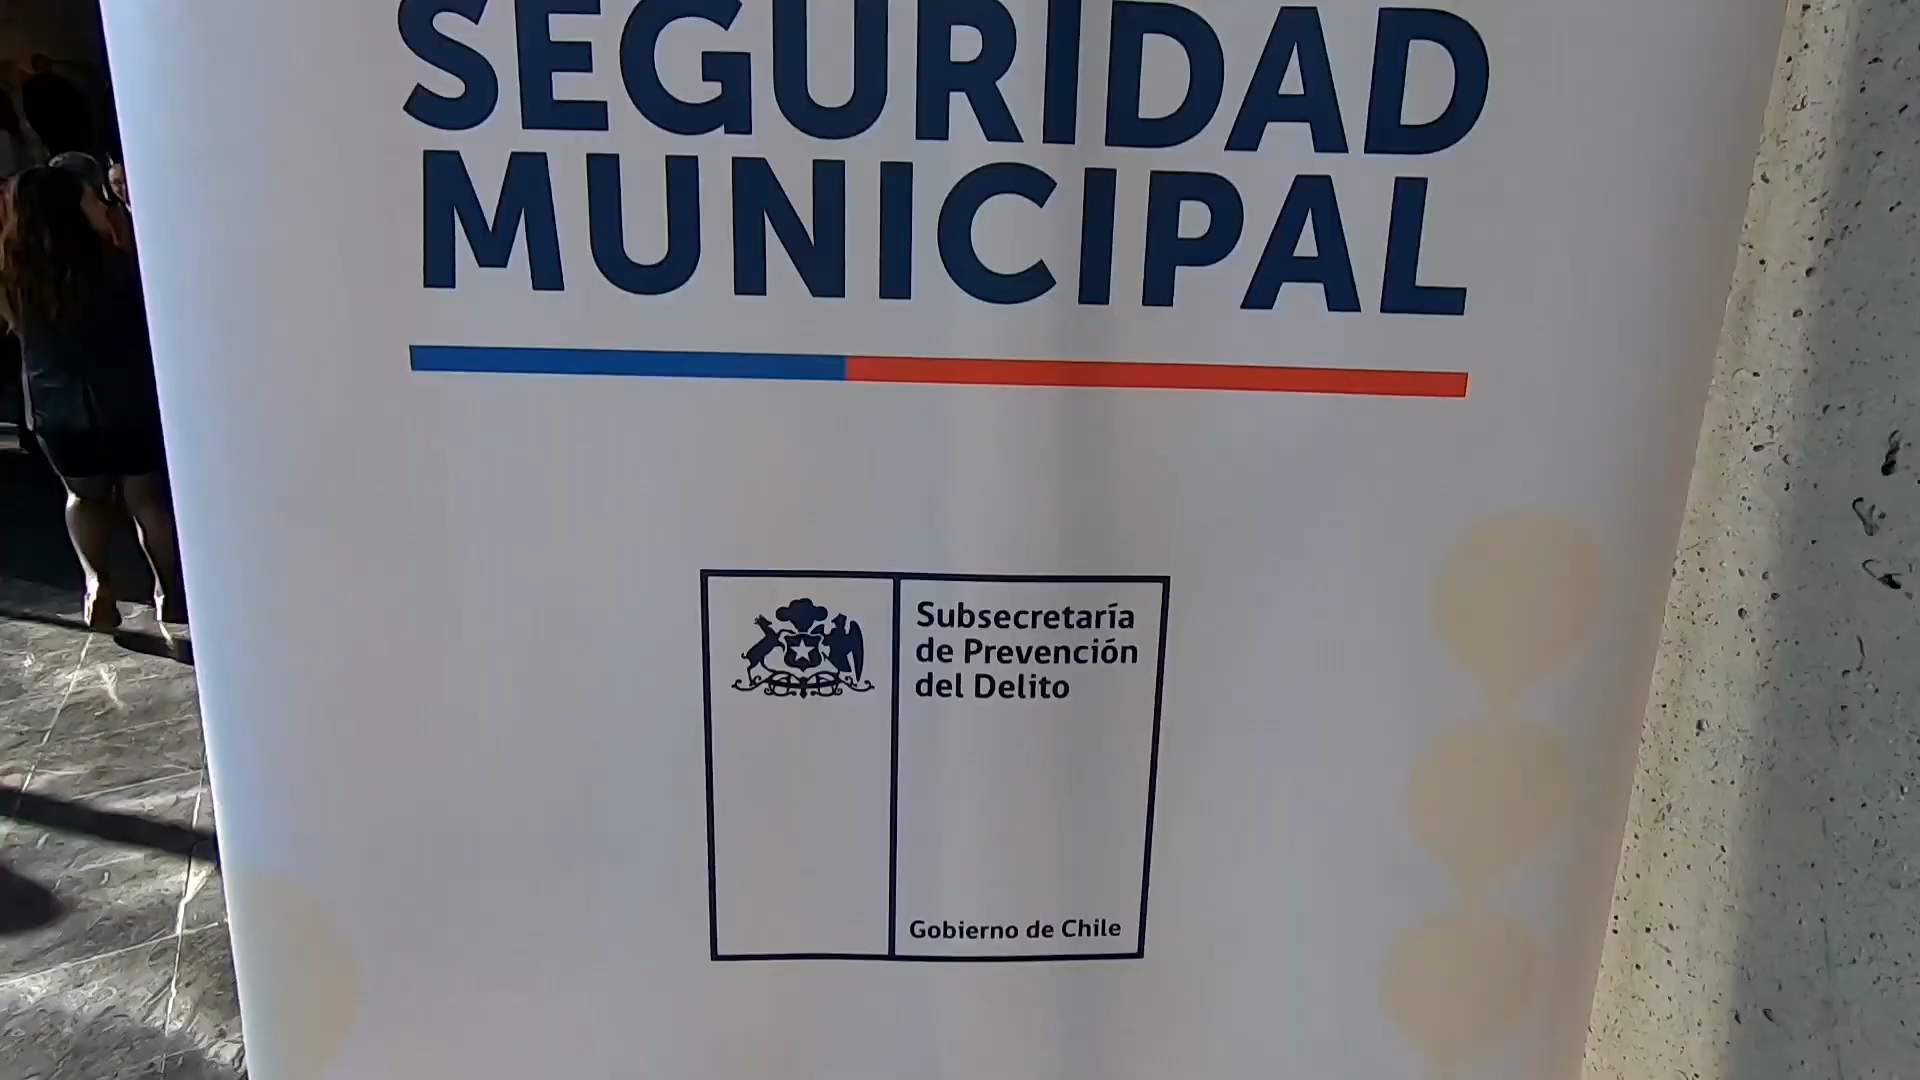 SEGURIDAD
MUNICIPAL
Subsecretaría
de Prevención
del Delito
Gobierno de Chile